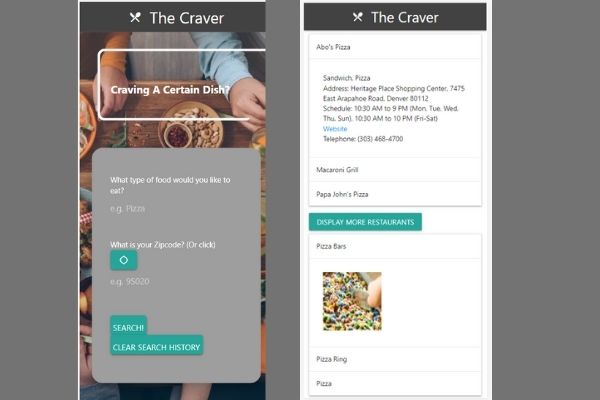 The Craver
Craving A Certain Dish?
What type of food would you like to
eat?
e.g. Pizza
What is your Zipcode? (Or click)
e.g. 95020
SEARCH!
CLEAR SEARCH HISTORY
The Craver
Abo's Pizza
Sandwich, Pizza
Address: Heritage Place Shopping Center, 7475
East Arapahoe Road, Denver 80112
Schedule: 10:30 AM to 9 PM (Mon, Tue, Wed,
Thu, Sun), 10:30 AM to 10 PM (Fri-Sat)
Website
Telephone: (303) 468-4700
Macaroni Grill
Papa John's Pizza
DISPLAY MORE RESTAURANTS
Pizza Bars
Pizza Ring
Pizza